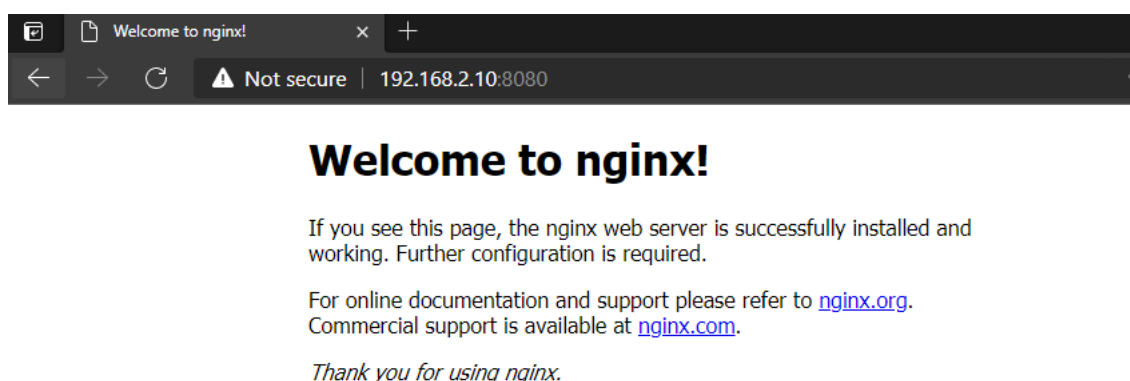 Welcome to nginx!
Not secure | 192.168.2.10:8080
Welcome to nginx!
If you see this page, the nginx web server is successfully installed and
working. Further configuration is required.
For online documentation and support please refer to nginx.org.
Commercial support is available at nginx.com.
Thank you for using nginx.